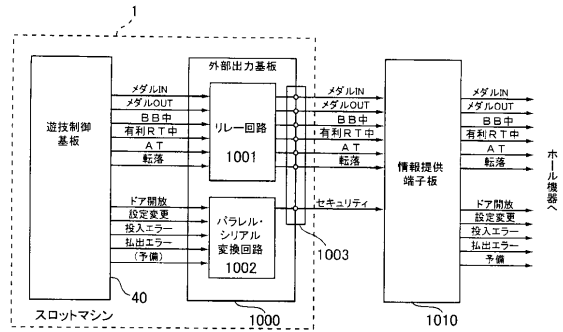 1
遊技制御
基板
40
スロットマシン
メダルIN
メダルOUT
BB中
有利RT中
AT
転落
ドア開放
設定変更
投入エラー
払出エラー
(予備)
外部出力基板
リレー回路
1001
パラレル・
シリアル
変換回路
1002
1000
1003
メダルIN
メダルOUT
BB中
有利RT中
AT
転落
セキュリティ
情報提供
端子板
1010
メダルIN
メダルOUT
BB中
有利RT中
AT
転落
ドア開放
設定変更
投入エラー
払出エラー
予備
ホール機器へ